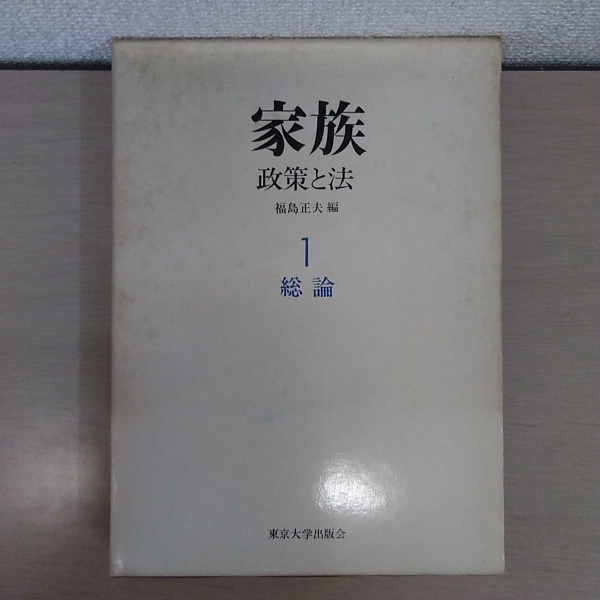 家族
政策と法
福島正夫 編
1
総論
東京大学出版会